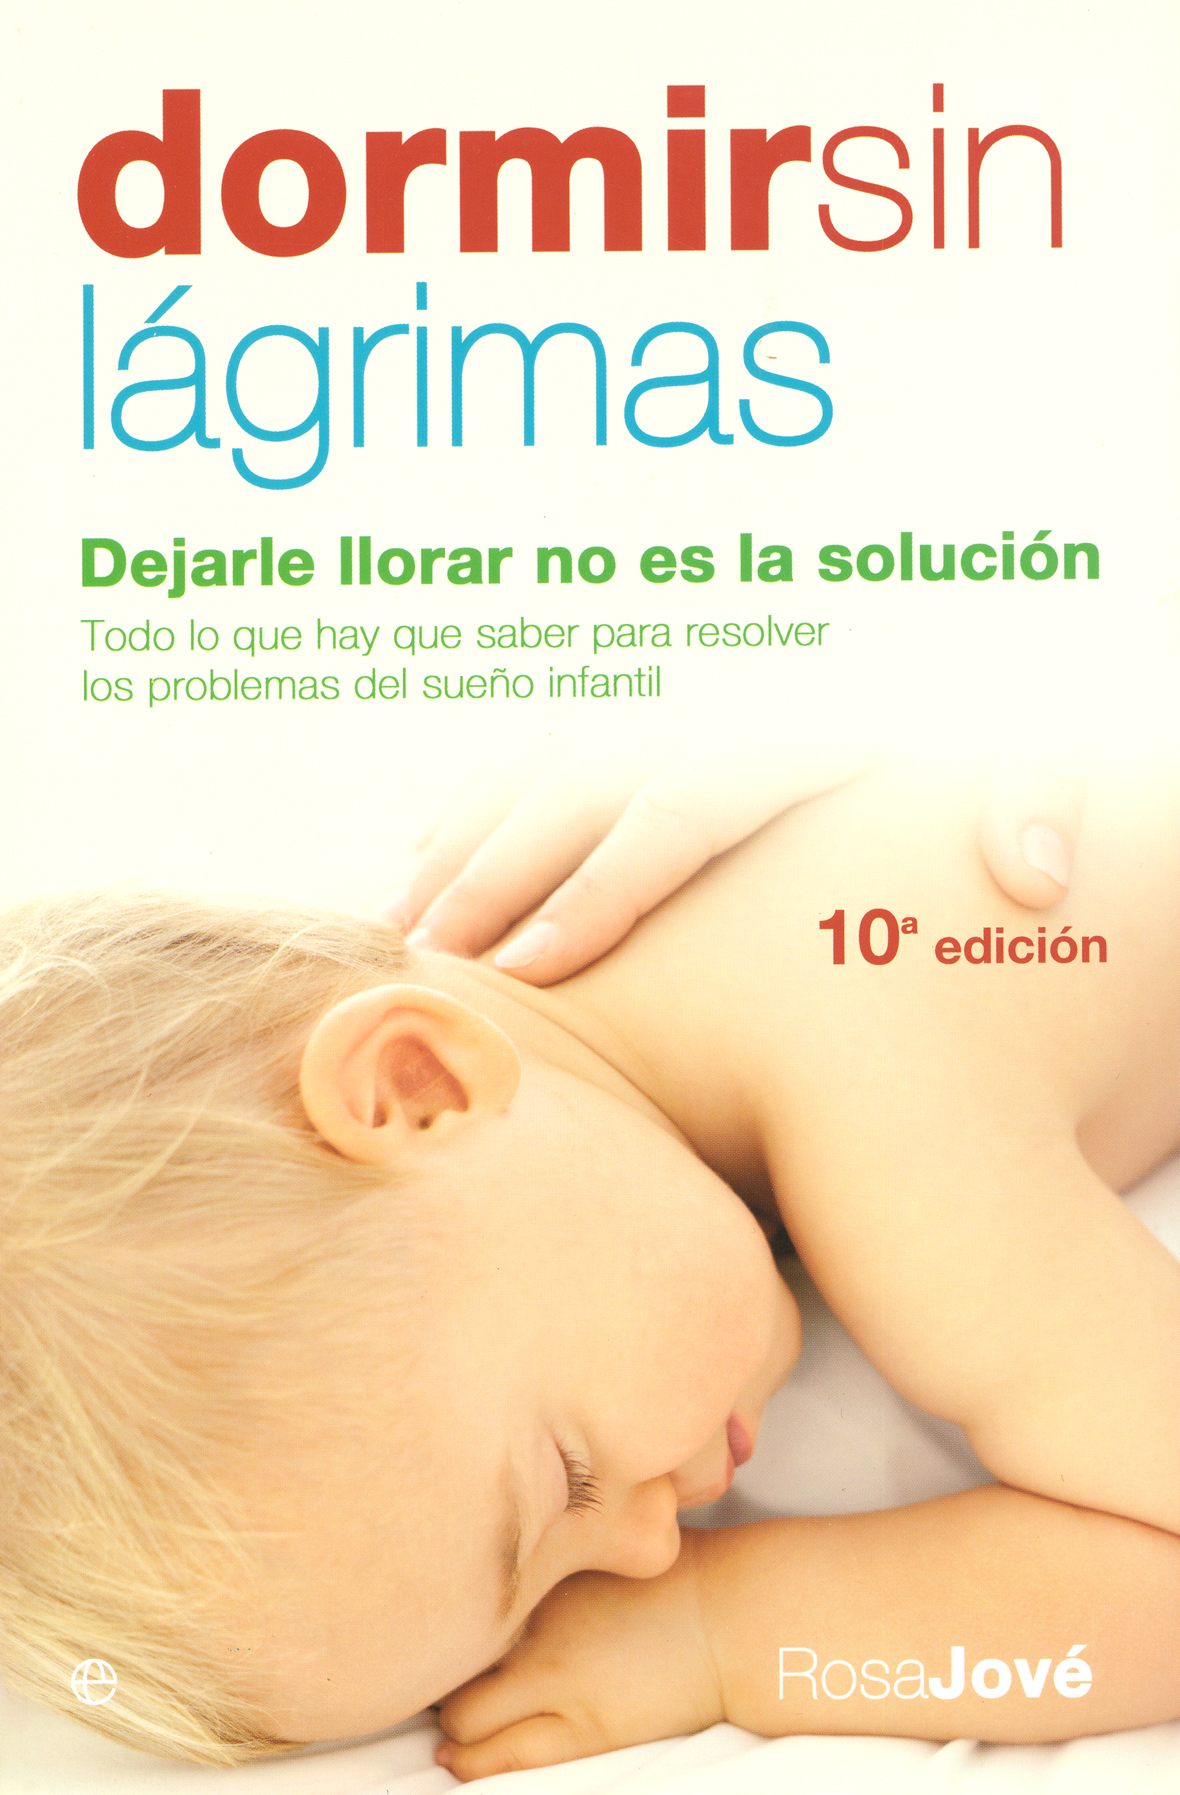 dormirsin
lágrimas
Dejarle llorar no es la solución
Todo lo que hay que saber para resolver
los problemas del sueño infantil
10ª edición
RosaJové
e